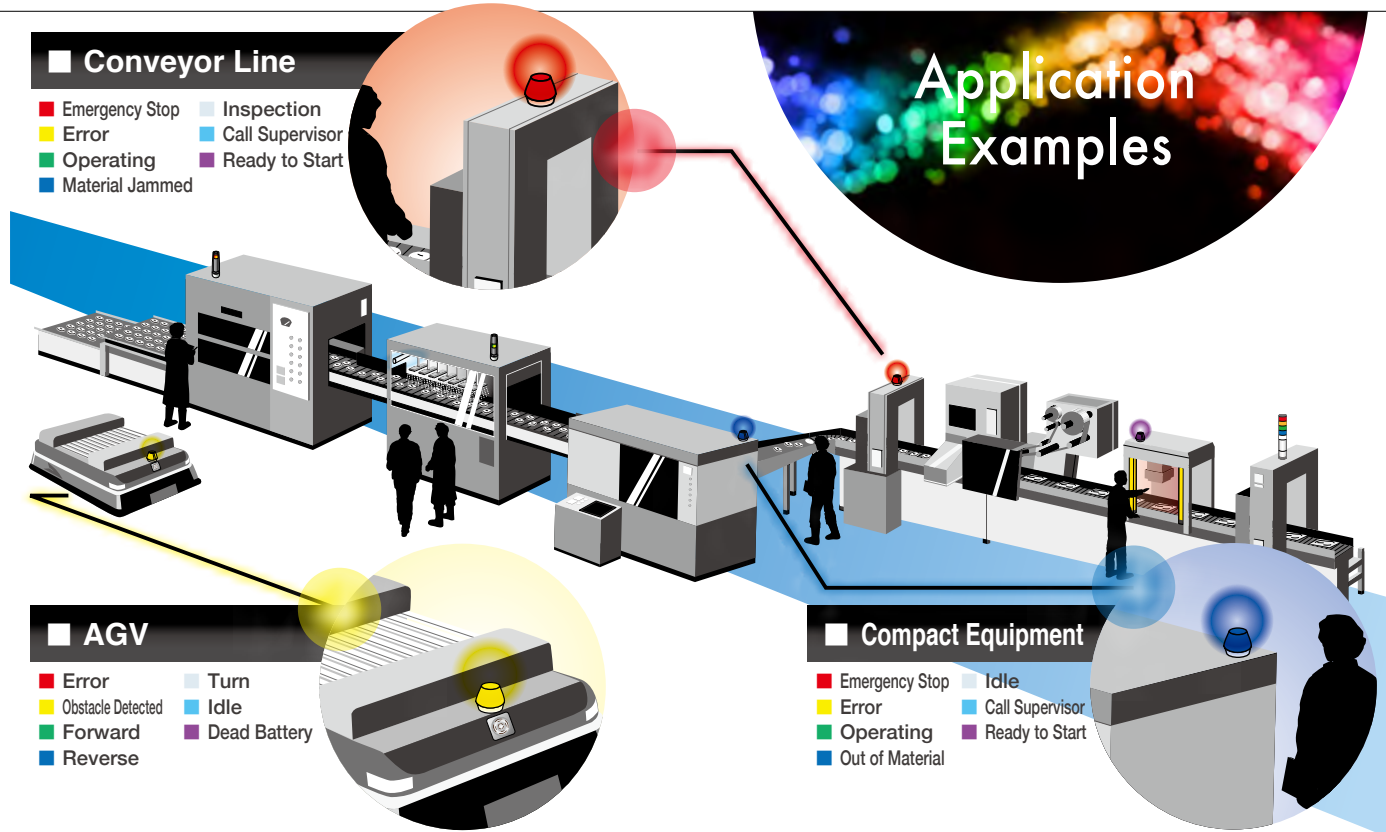 Application
Examples
Conveyor Line
Emergency Stop
Error
Operating
Material Jammed
Inspection
Call Supervisor
Ready to Start
AGV
Error
Obstacle Detected
Forward
Reverse
Turn
Idle
Dead Battery
Compact Equipment
Emergency Stop
Error
Operating
Out of Material
Idle
Call Supervisor
Ready to Start